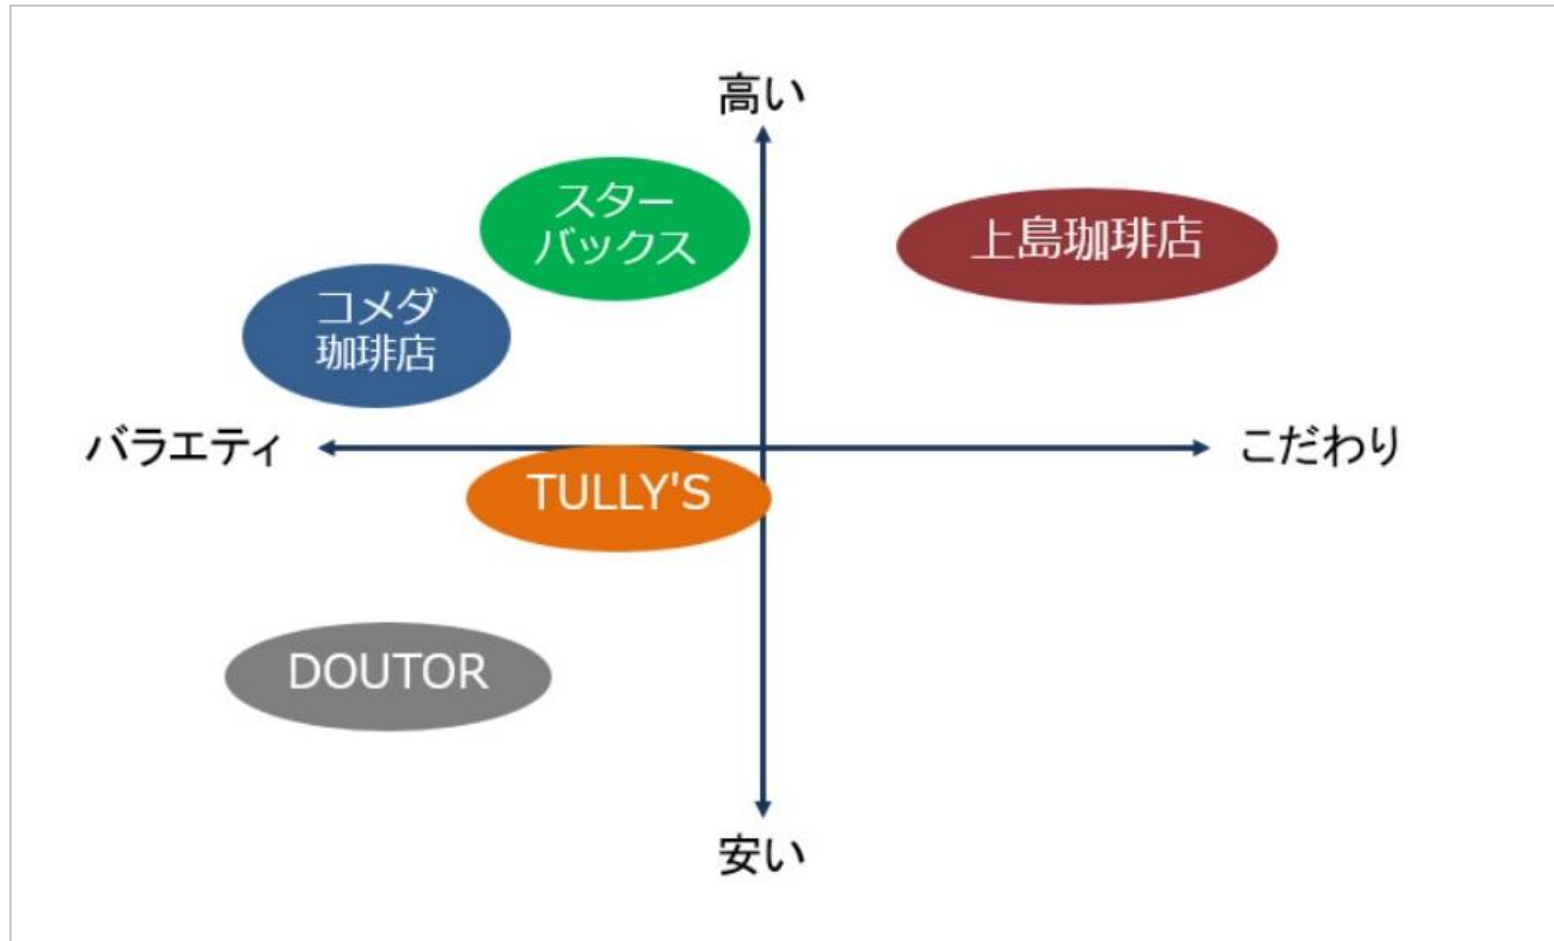 高い
スター
バックス
上島珈琲店
コメダ
珈琲店
バラエティ
こだわり
TULLY'S
DOUTOR
安い